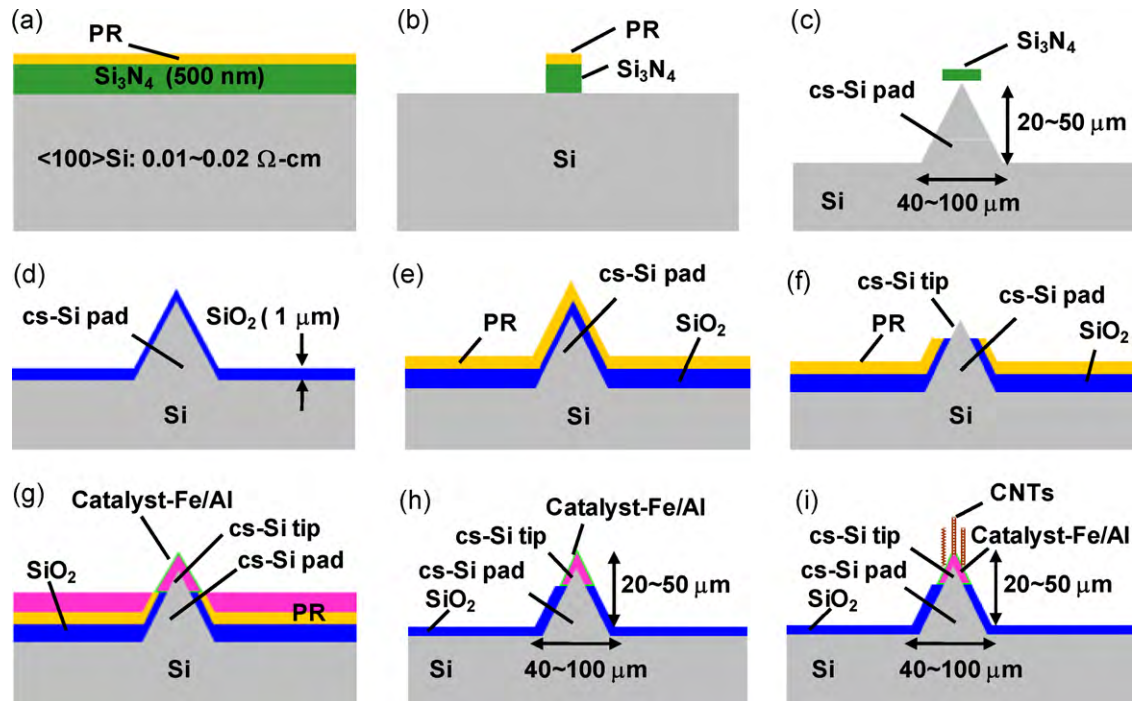 (a)
PR
Si₃N₄ (500 nm)
<100>Si: 0.01~0.02 Ω-cm
(b)
PR
Si₃N₄
Si
(c)
Si₃N₄
cs-Si pad
20~50 μm
Si
40~100 μm
(d)
cs-Si pad
SiO₂ ( 1 μm)
Si
(e)
cs-Si pad
PR
SiO₂
Si
(f)
cs-Si tip
cs-Si pad
PR
SiO₂
Si
(g)
Catalyst-Fe/Al
cs-Si tip
cs-Si pad
SiO₂
PR
Si
(h)
Catalyst-Fe/Al
cs-Si tip
cs-Si pad
SiO₂
20~50 μm
Si
40~100 μm
(i)
CNTs
cs-Si tip
Catalyst-Fe/Al
cs-Si pad
SiO₂
20~50 μm
Si
40~100 μm